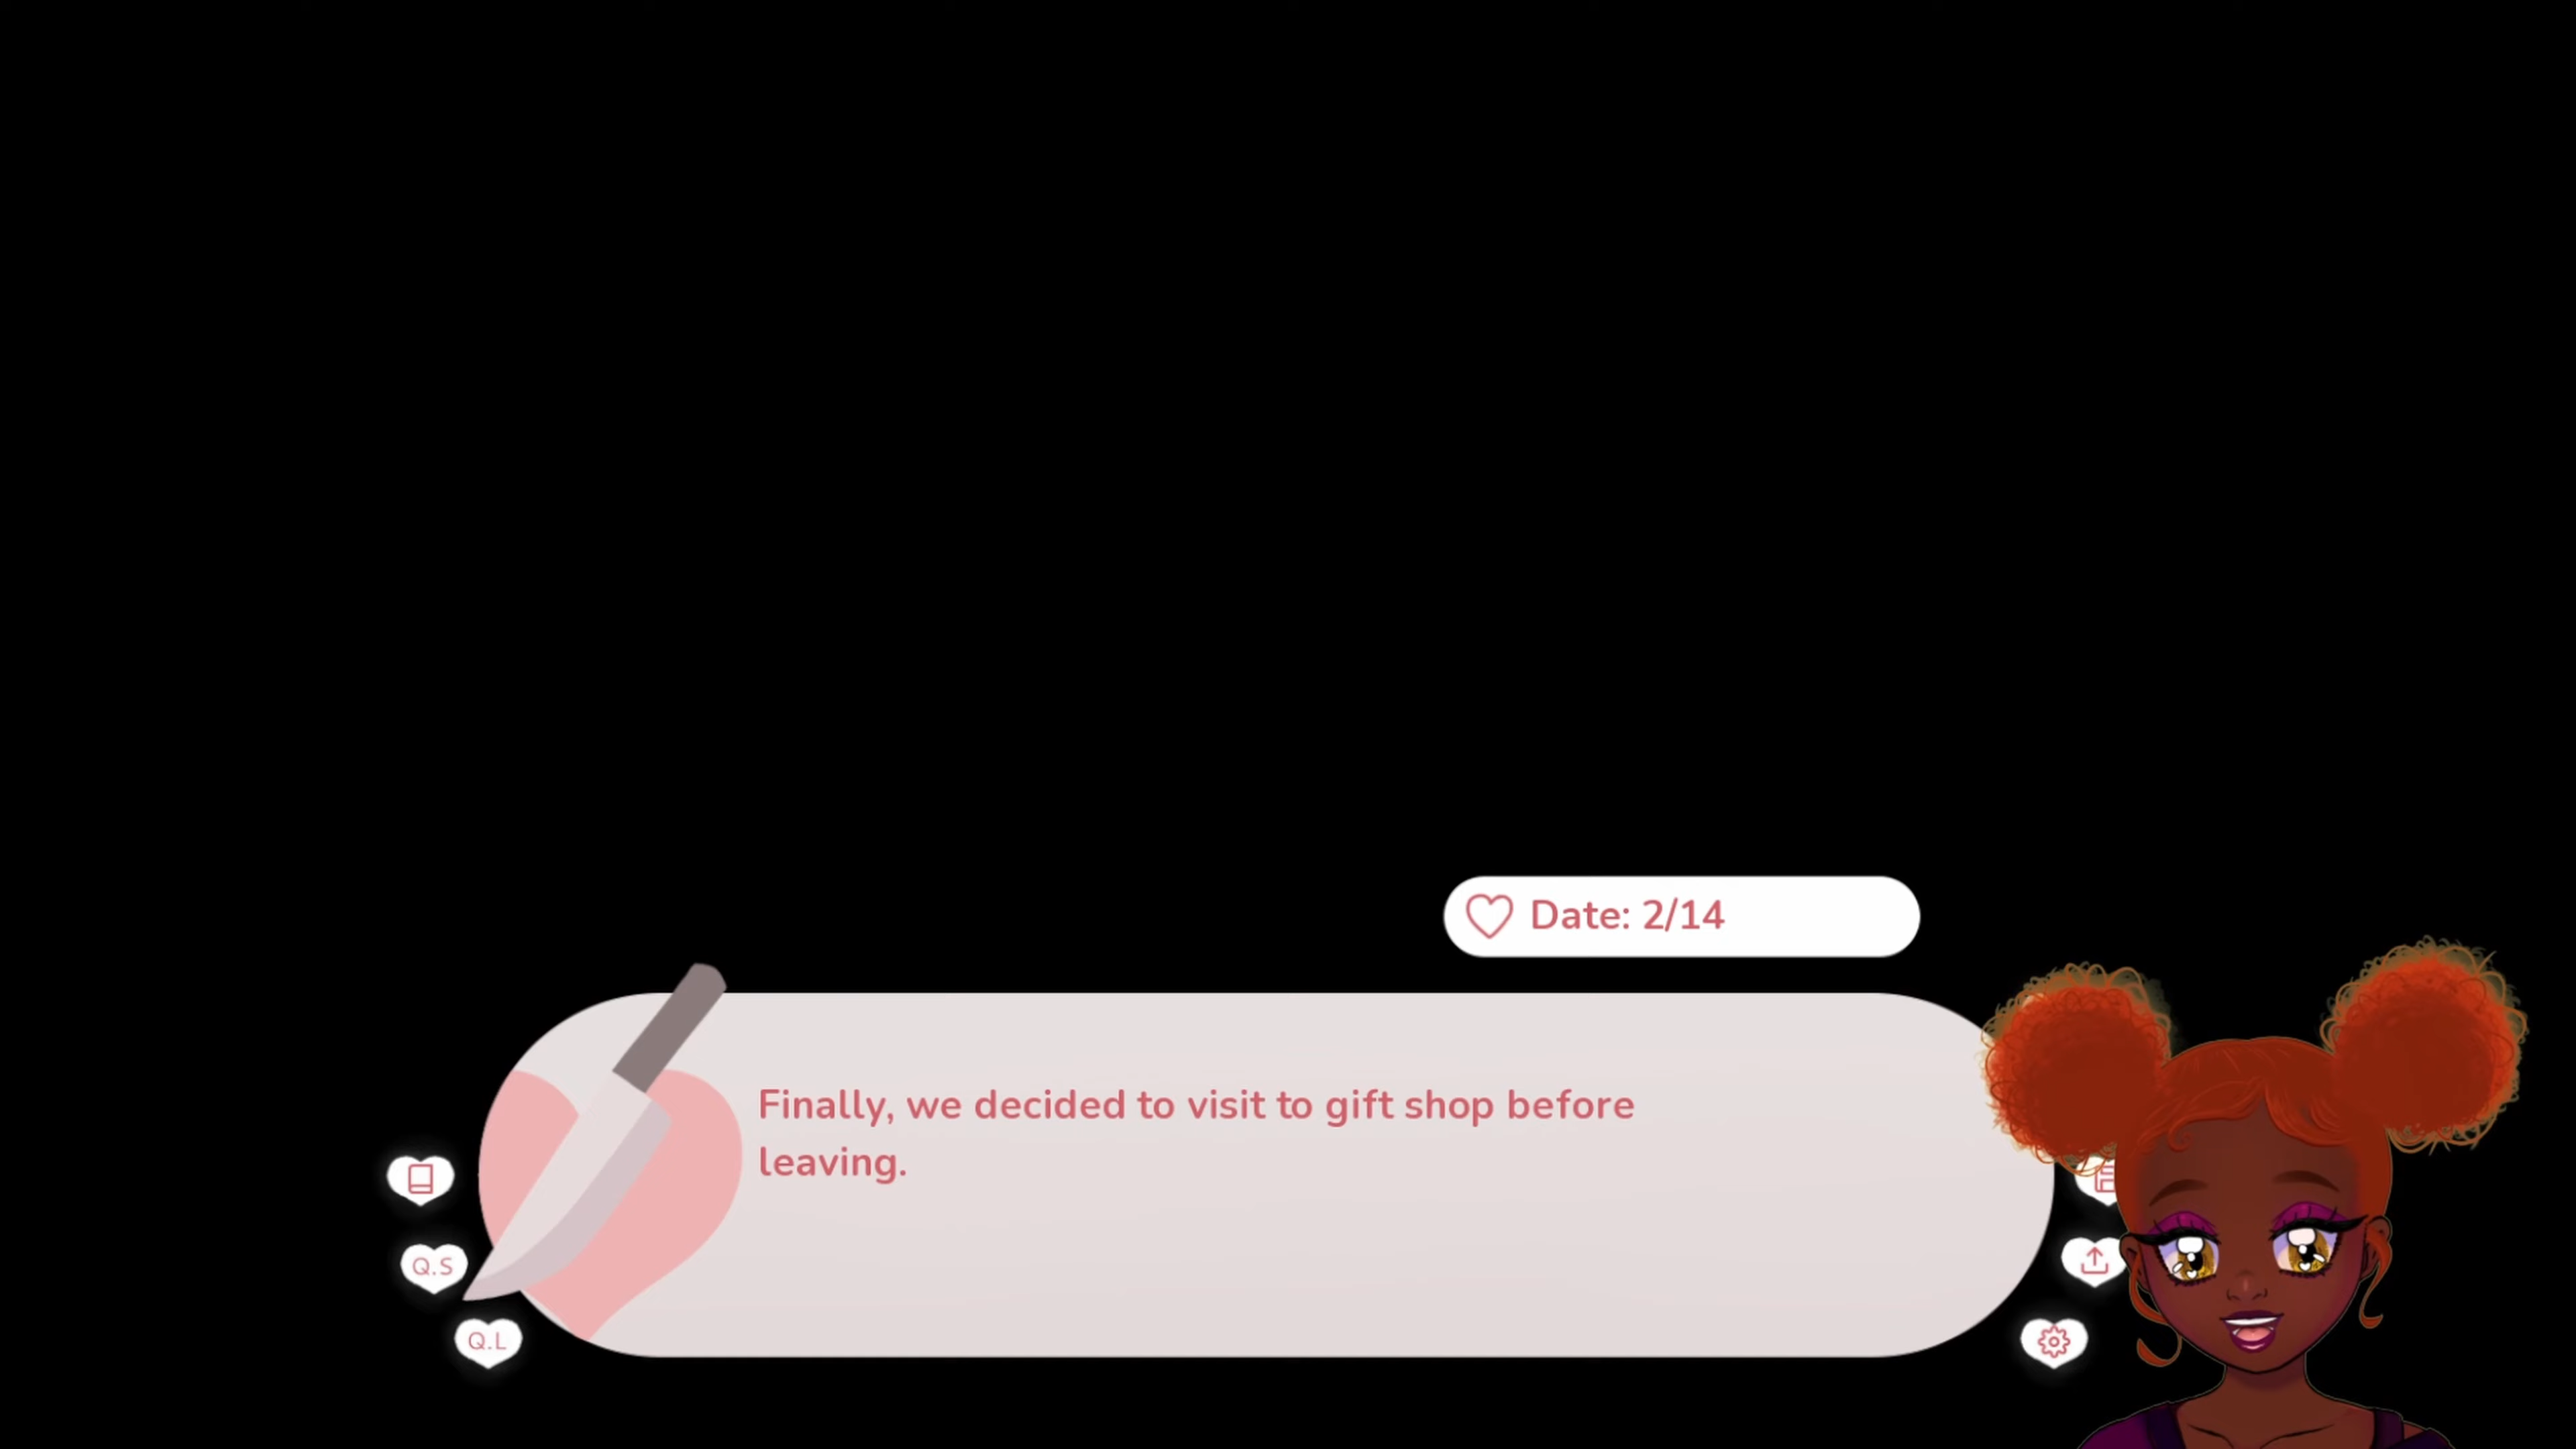 Date: 2/14
Finally, we decided to visit to gift shop before
leaving.
Q.S
Q.L